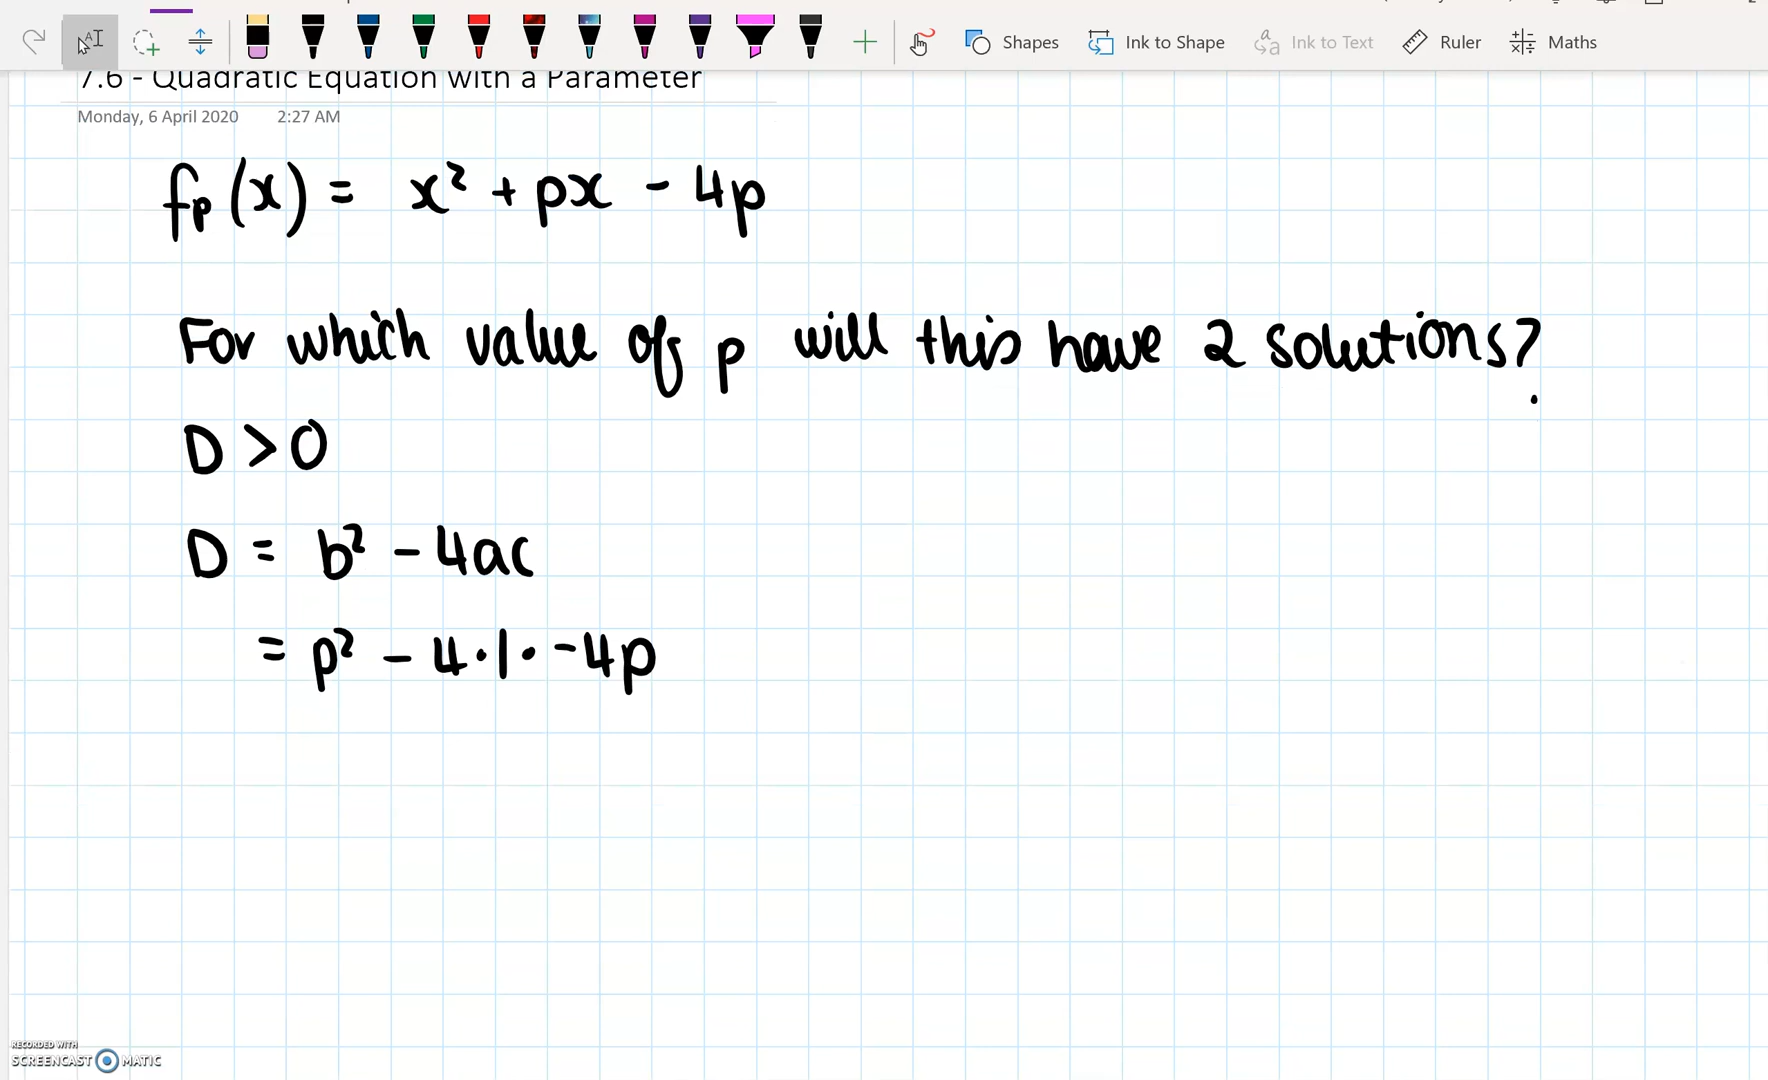 Shapes Ink to Shape Ink to Text Ruler Maths
7.6 - Quadratic Equation with a Parameter
Monday, 6 April 2020 2:27 AM
fp(x) = x² + px - 4p
For which value of p will this have 2 solutions?
D > 0
D = b² - 4ac
= p² - 4·1·-4p
RECORDED WITH
SCREENCAST MATIC